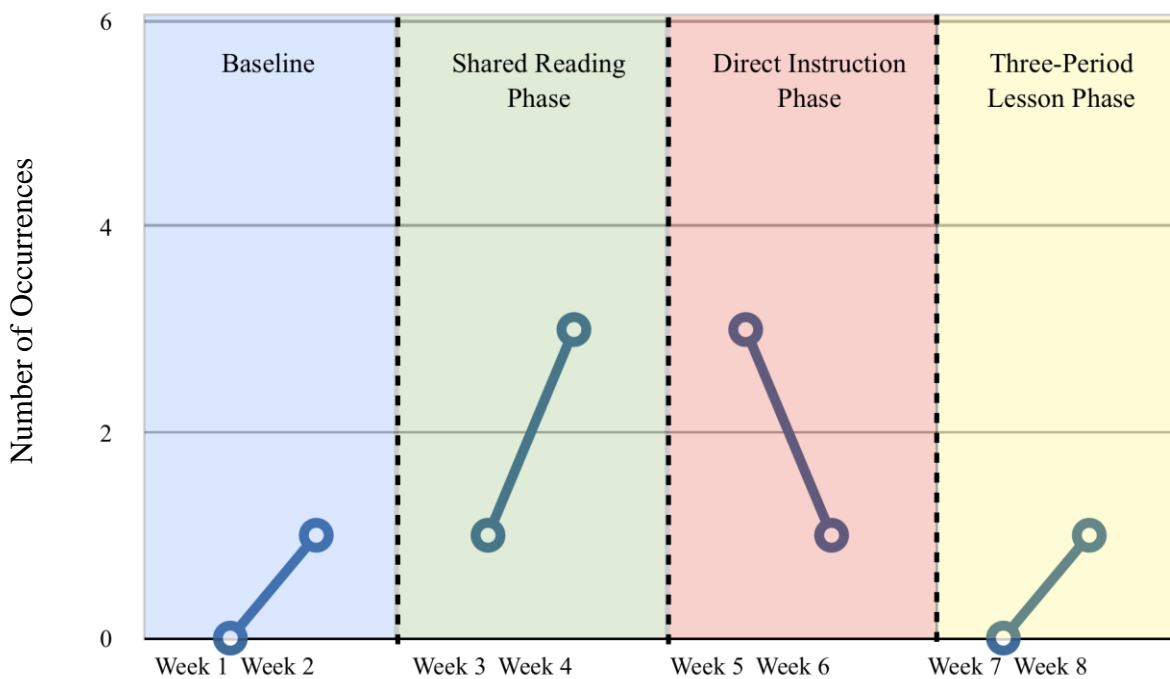 6
Baseline
Shared Reading
Phase
Direct Instruction
Phase
Three-Period
Lesson Phase
Number of Occurrences
4
2
0
Week 1 Week 2
Week 3 Week 4
Week 5 Week 6
Week 7 Week 8